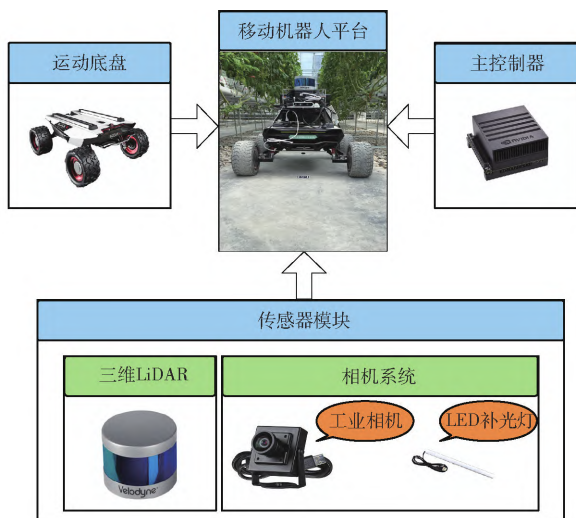 移动机器人平台
运动底盘
主控制器
传感器模块
三维LiDAR
相机系统
工业相机
LED补光灯
Velodyne